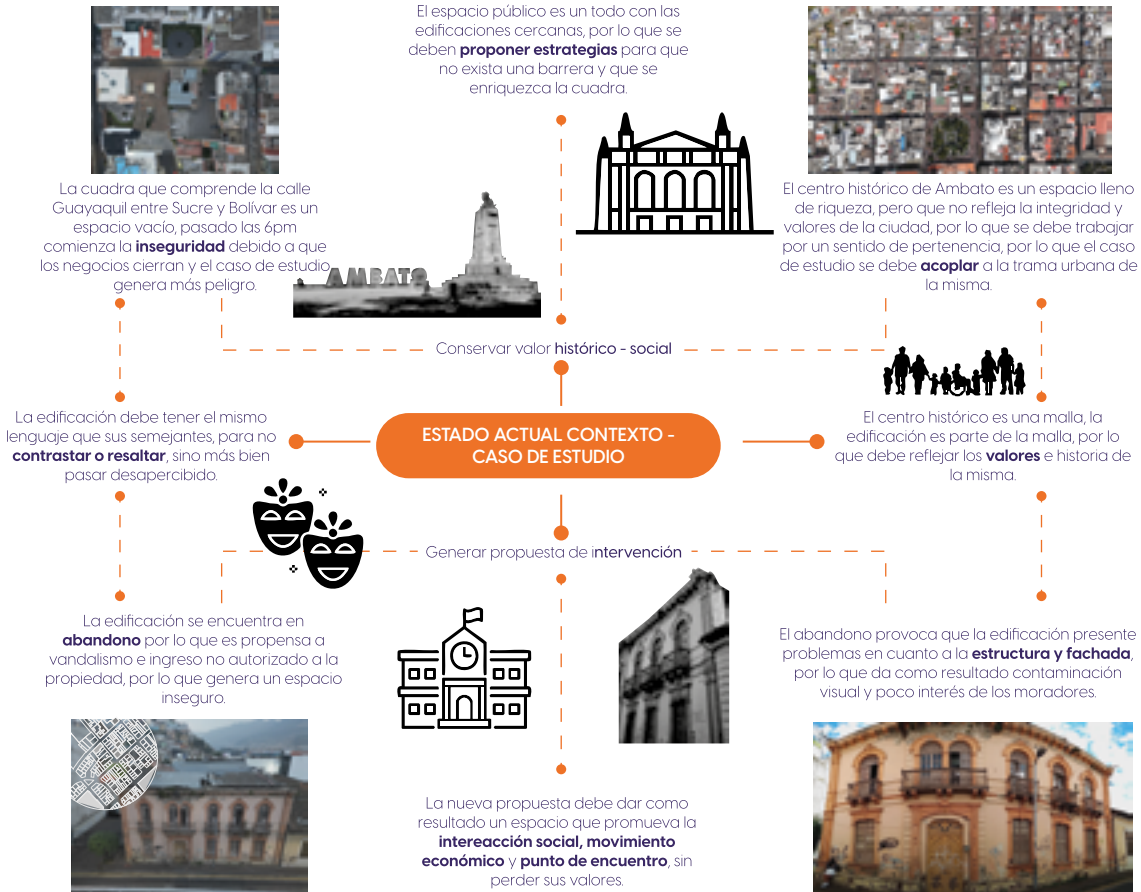 El espacio público es un todo con las
edificaciones cercanas, por lo que se
deben proponer estrategias para que
no exista una barrera y que se
enriquezca la cuadra.
La cuadra que comprende la calle
Guayaquil entre Sucre y Bolívar es un
espacio vacío, pasado las 6pm
comienza la inseguridad debido a que
los negocios cierran y el caso de estudio
genera más peligro.
El centro histórico de Ambato es un espacio lleno
de riqueza, pero que no refleja la integridad y
valores de la ciudad, por lo que se debe trabajar
por un sentido de pertenencia, por lo que el caso
de estudio se debe acoplar a la trama urbana de
la misma.
AMBATO
Conservar valor histórico - social
La edificación debe tener el mismo
lenguaje que sus semejantes, para no
contrastar o resaltar, sino más bien
pasar desapercibido.
ESTADO ACTUAL CONTEXTO -
CASO DE ESTUDIO
El centro histórico es una malla, la
edificación es parte de la malla, por lo
que debe reflejar los valores e historia de
la misma.
Generar propuesta de intervención
La edificación se encuentra en
abandono por lo que es propensa a
vandalismo e ingreso no autorizado a la
propiedad, por lo que genera un espacio
inseguro.
El abandono provoca que la edificación presente
problemas en cuanto a la estructura y fachada,
por lo que da como resultado contaminación
visual y poco interés de los moradores.
La nueva propuesta debe dar como
resultado un espacio que promueva la
intereacción social, movimiento
económico y punto de encuentro, sin
perder sus valores.